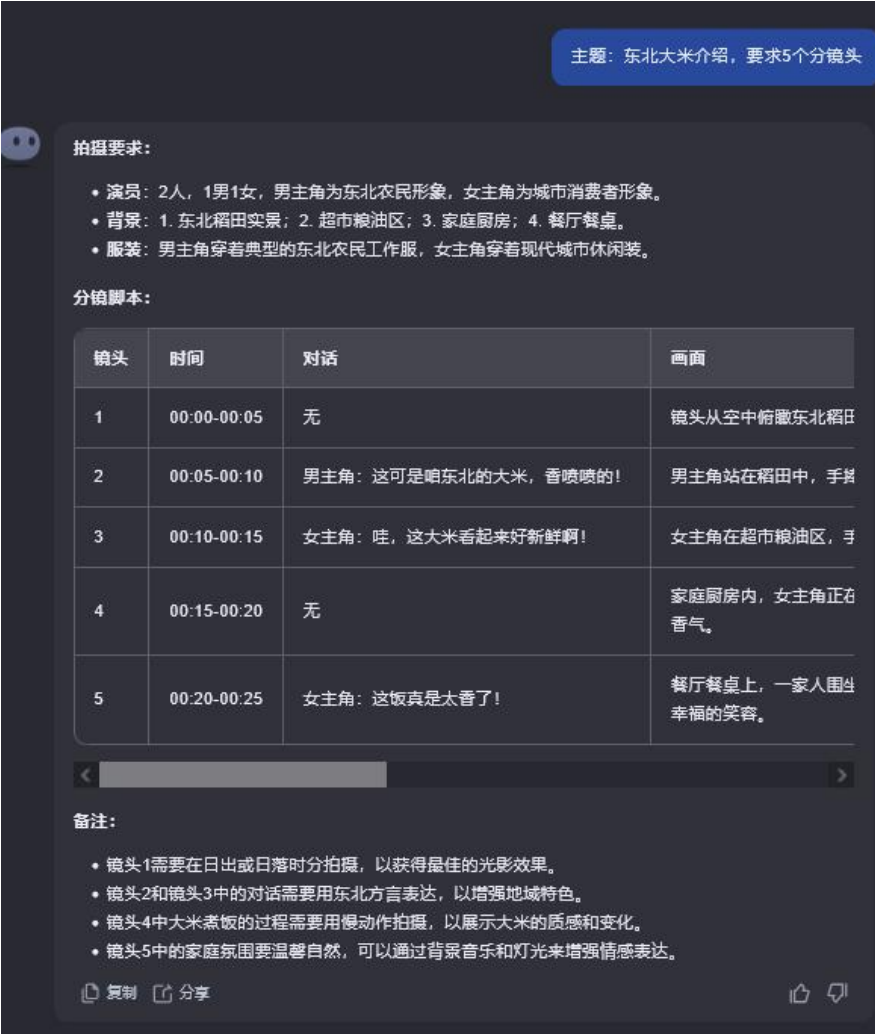 主题：东北大米介绍，要求5个分镜头
拍摄要求：
• 演员：2人，1男1女，男主角为东北农民形象，女主角为城市消费者形象。
• 背景：1. 东北稻田实景；2. 超市粮油区；3. 家庭厨房；4. 餐厅餐桌。
• 服装：男主角穿着典型的东北农民工作服，女主角穿着现代城市休闲装。
分镜脚本：
镜头 时间 对话 画面
1 00:00-00:05 无 镜头从空中俯瞰东北稻田
2 00:05-00:10 男主角：这可是咱东北的大米，香喷喷的！ 男主角站在稻田中，手捧
3 00:10-00:15 女主角：哇，这大米看起来好新鲜啊！ 女主角在超市粮油区，手
4 00:15-00:20 无 家庭厨房内，女主角正在
香气。
5 00:20-00:25 女主角：这饭真是太香了！ 餐厅餐桌上，一家人围坐
幸福的笑容。
备注：
• 镜头1需要在日出或日落时分拍摄，以获得最佳的光影效果。
• 镜头2和镜头3中的对话需要用东北方言表达，以增强地域特色。
• 镜头4中大米煮饭的过程需要用慢动作拍摄，以展示大米的质感和变化。
• 镜头5中的家庭氛围要温馨自然，可以通过背景音乐和灯光来增强情感表达。
复制 分享